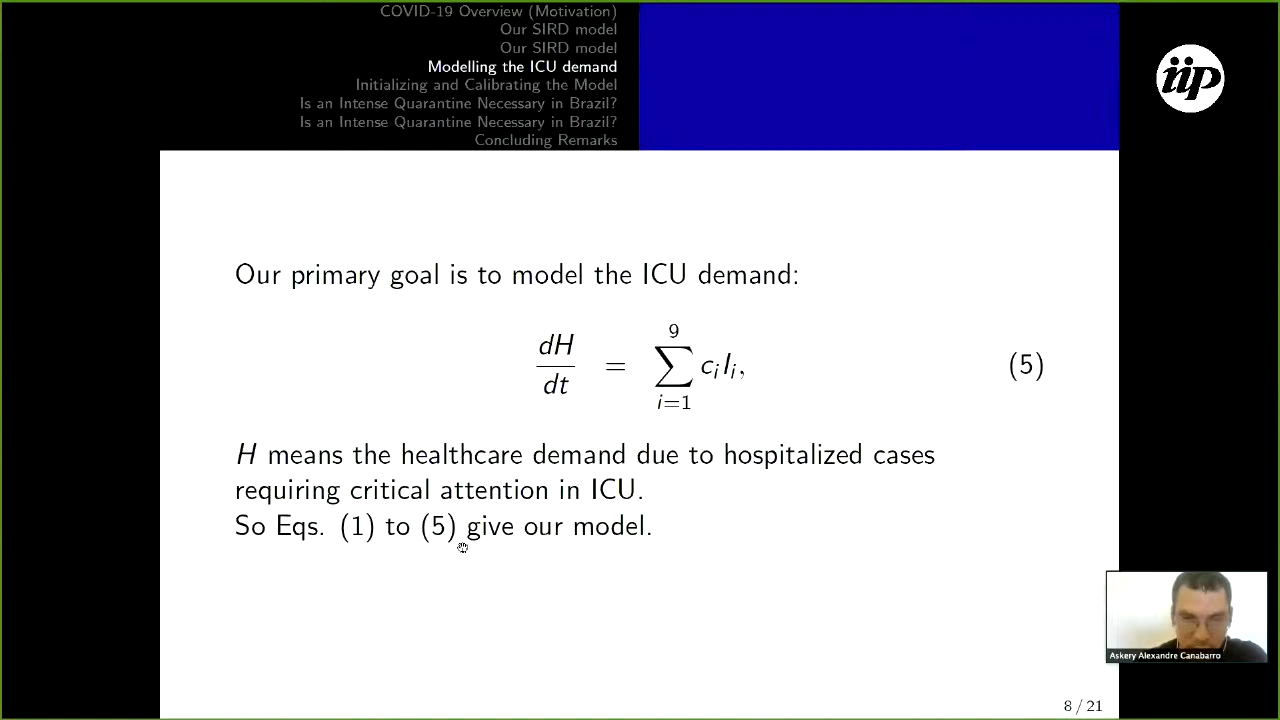 COVID-19 Overview (Motivation)
Our SIRD model
Our SIRD model
Modelling the ICU demand
Initializing and Calibrating the Model
Is an Intense Quarantine Necessary in Brazil?
Is an Intense Quarantine Necessary in Brazil?
Concluding Remarks
iip
Our primary goal is to model the ICU demand:
dH/dt = ∑_{i=1}^{9} c_i I_i, (5)
H means the healthcare demand due to hospitalized cases
requiring critical attention in ICU.
So Eqs. (1) to (5) give our model.
Askery Alexandre Canabarro
8 / 21